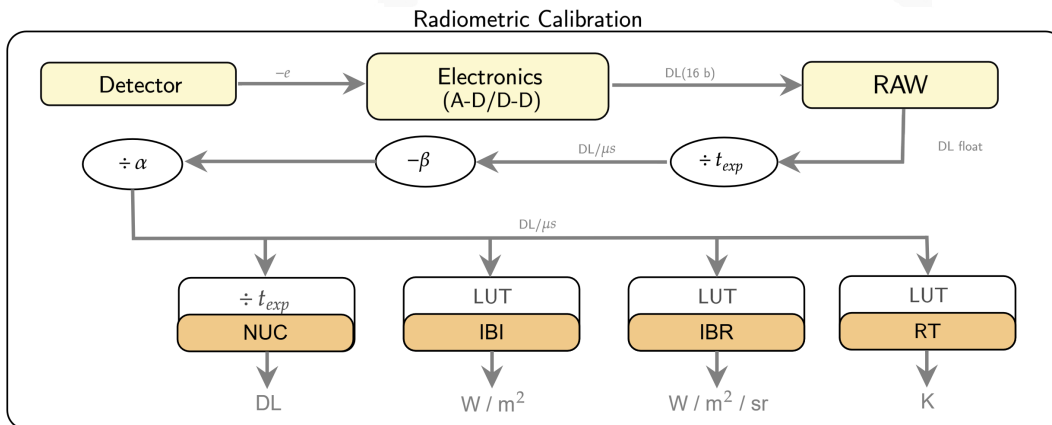 Radiometric Calibration
Detector
−e
Electronics
(A-D/D-D)
DL(16 b)
RAW
DL float
÷ t_exp
DL/μs
−β
÷ α
DL/μs
÷ t_exp
NUC
DL
LUT
IBI
W / m²
LUT
IBR
W / m² / sr
LUT
RT
K